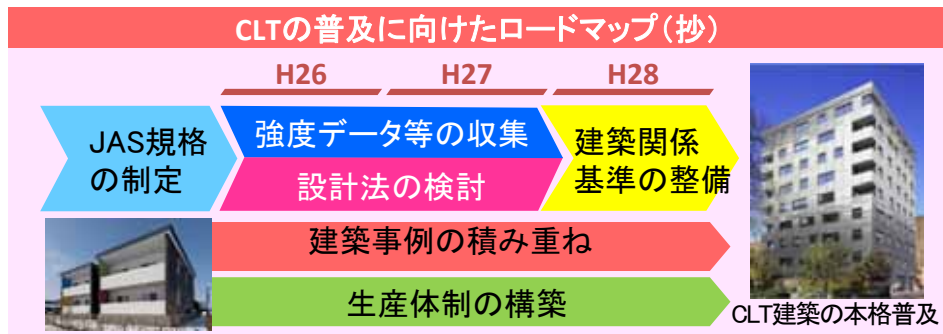 CLTの普及に向けたロードマップ(抄)
H26 H27 H28
JAS規格
の制定
強度データ等の収集
設計法の検討
建築関係
基準の整備
建築事例の積み重ね
生産体制の構築
CLT建築の本格普及